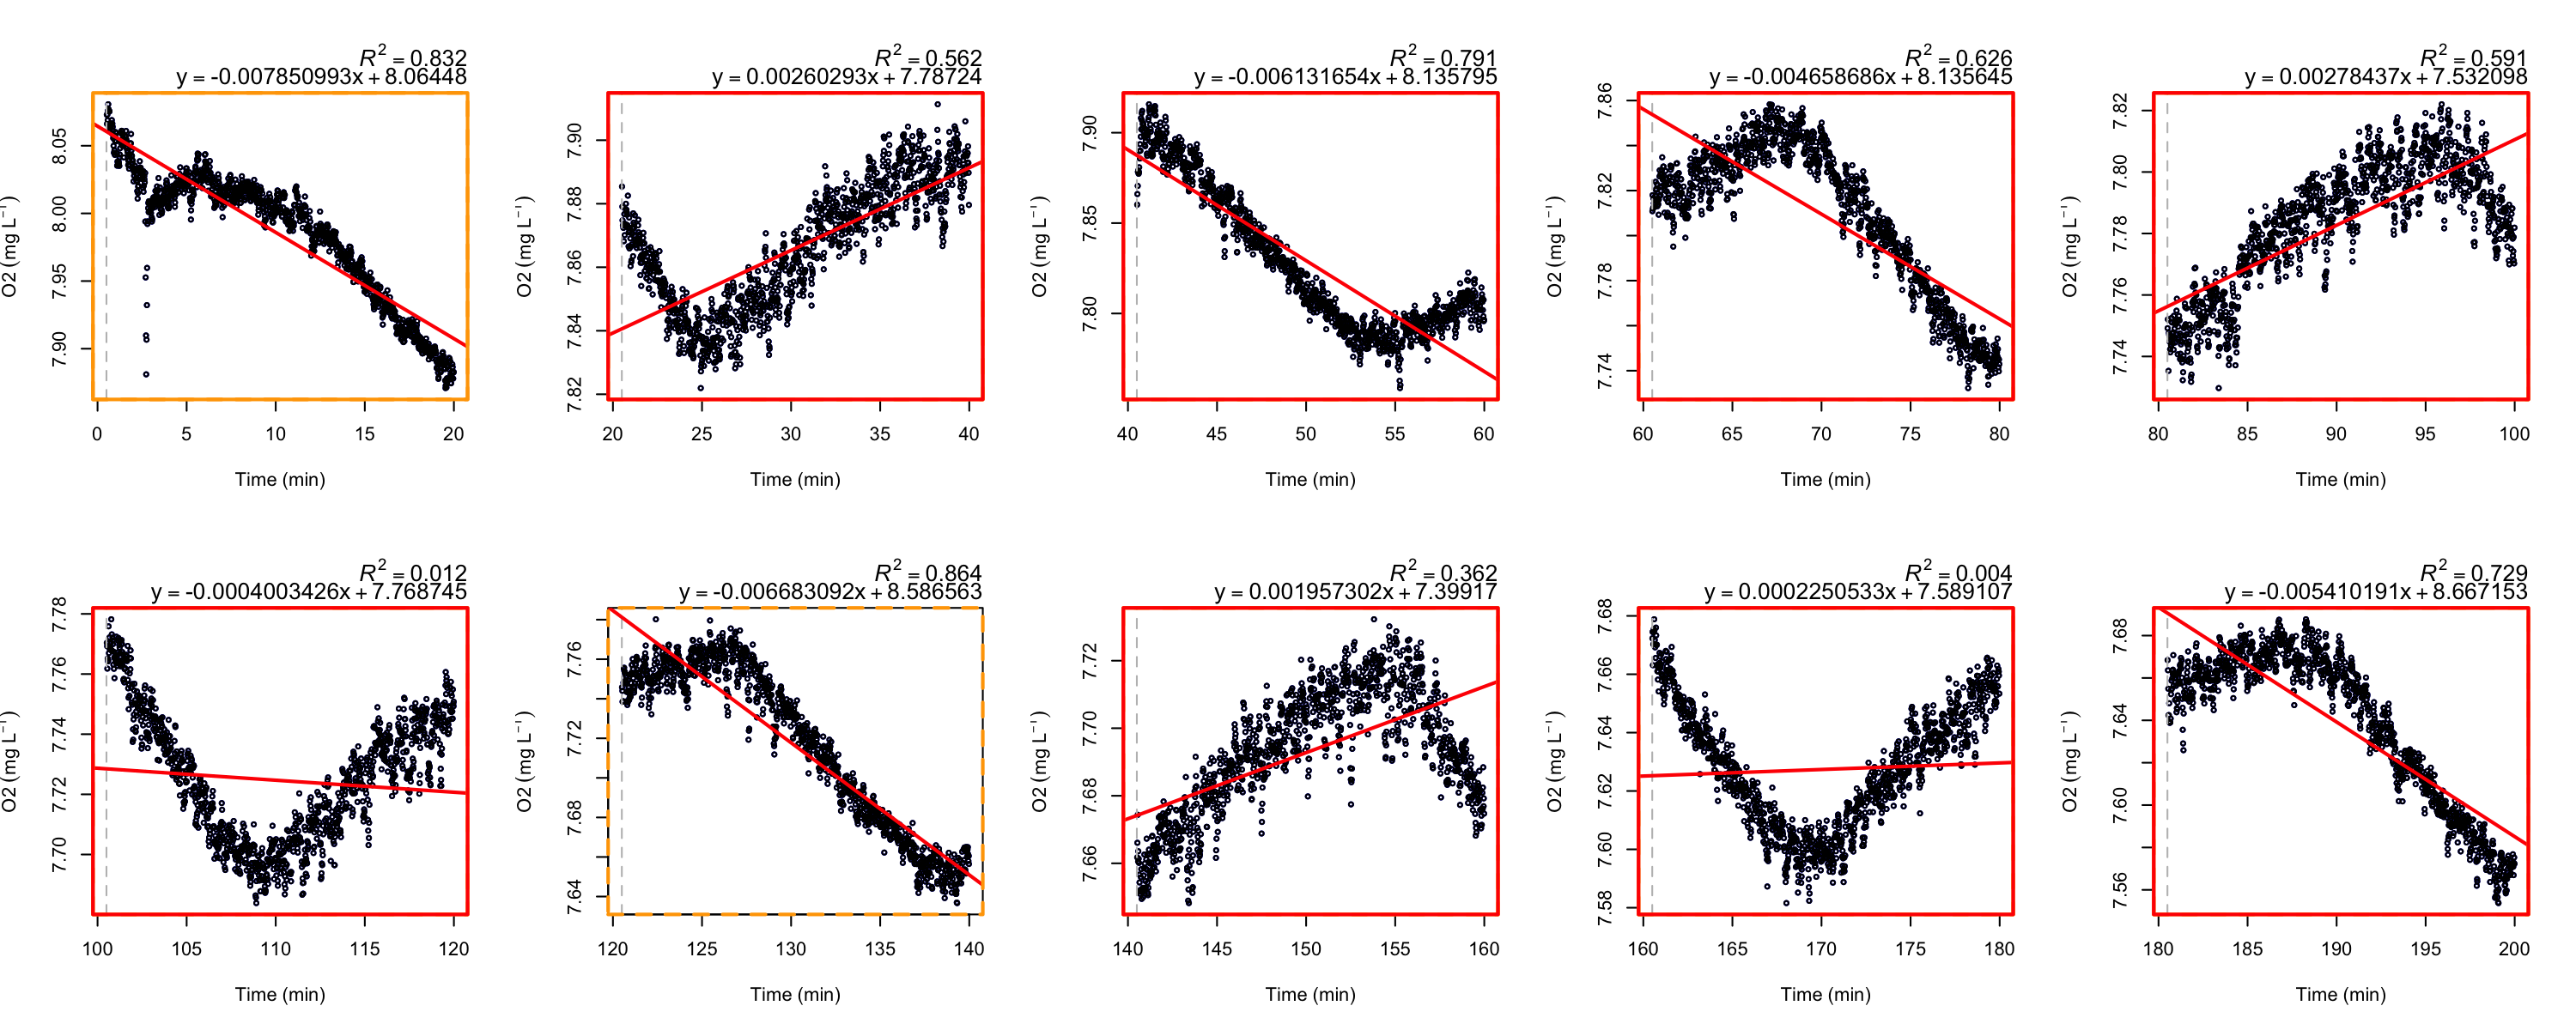 R² = 0.832
y = -0.007850993x + 8.06448
O2 (mg L⁻¹)
8.05
8.00
7.95
7.90
0 5 10 15 20
Time (min)
R² = 0.562
y = 0.00260293x + 7.78724
O2 (mg L⁻¹)
7.90
7.88
7.86
7.84
7.82
20 25 30 35 40
Time (min)
R² = 0.791
y = -0.006131654x + 8.135795
O2 (mg L⁻¹)
7.90
7.85
7.80
40 45 50 55 60
Time (min)
R² = 0.626
y = -0.004658686x + 8.135645
O2 (mg L⁻¹)
7.86
7.82
7.78
7.74
60 65 70 75 80
Time (min)
R² = 0.591
y = 0.00278437x + 7.532098
O2 (mg L⁻¹)
7.82
7.80
7.78
7.76
7.74
80 85 90 95 100
Time (min)
R² = 0.012
y = -0.0004003426x + 7.768745
O2 (mg L⁻¹)
7.78
7.76
7.74
7.72
7.70
100 105 110 115 120
Time (min)
R² = 0.864
y = -0.006683092x + 8.586563
O2 (mg L⁻¹)
7.76
7.72
7.68
7.64
120 125 130 135 140
Time (min)
R² = 0.362
y = 0.001957302x + 7.39917
O2 (mg L⁻¹)
7.72
7.70
7.68
7.66
140 145 150 155 160
Time (min)
R² = 0.004
y = 0.0002250533x + 7.589107
O2 (mg L⁻¹)
7.68
7.66
7.64
7.62
7.60
7.58
160 165 170 175 180
Time (min)
R² = 0.729
y = -0.005410191x + 8.667153
O2 (mg L⁻¹)
7.68
7.64
7.60
7.56
180 185 190 195 200
Time (min)